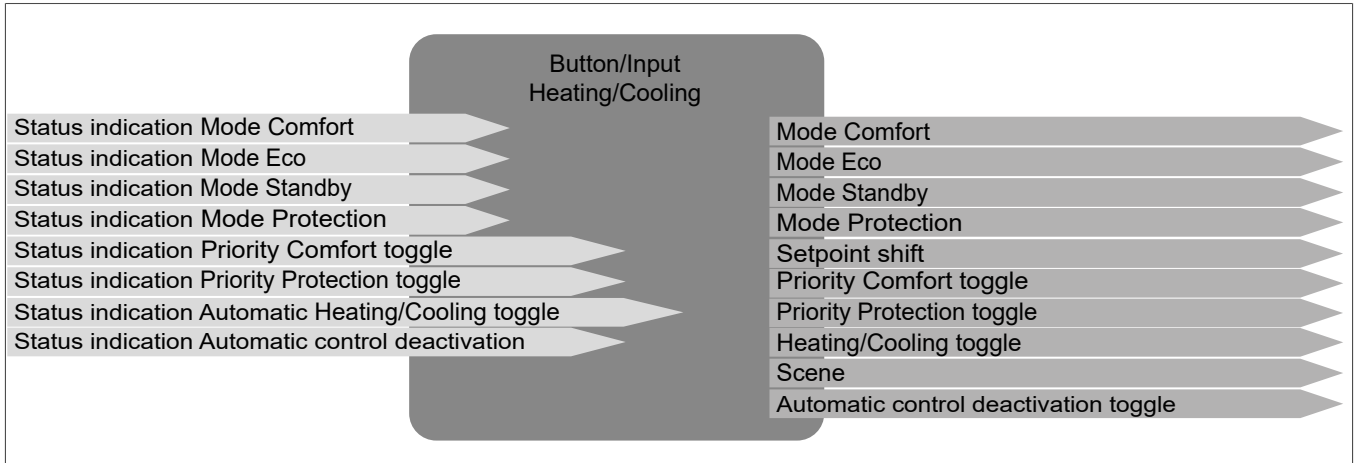 Button/Input
Heating/Cooling
Status indication Mode Comfort
Status indication Mode Eco
Status indication Mode Standby
Status indication Mode Protection
Status indication Priority Comfort toggle
Status indication Priority Protection toggle
Status indication Automatic Heating/Cooling toggle
Status indication Automatic control deactivation
Mode Comfort
Mode Eco
Mode Standby
Mode Protection
Setpoint shift
Priority Comfort toggle
Priority Protection toggle
Heating/Cooling toggle
Scene
Automatic control deactivation toggle